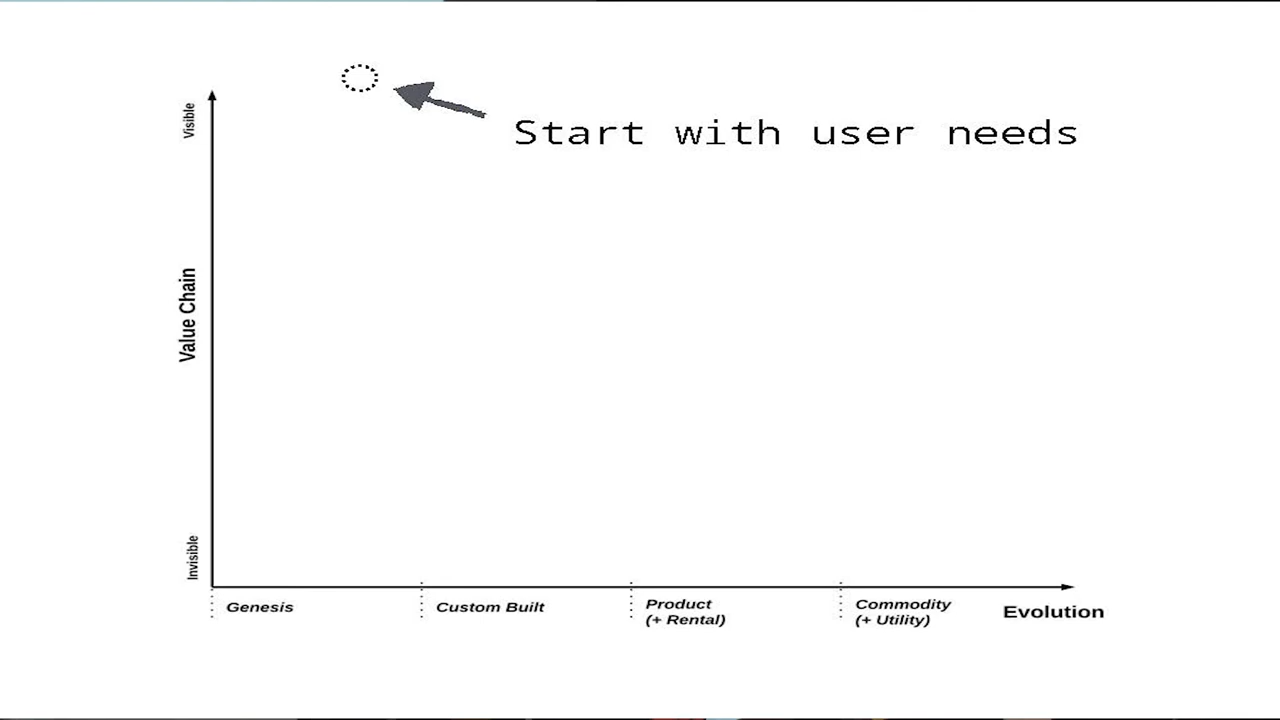 Start with user needs
Visible
Value Chain
Invisible
Genesis
Custom Built
Product
(+ Rental)
Commodity
(+ Utility)
Evolution